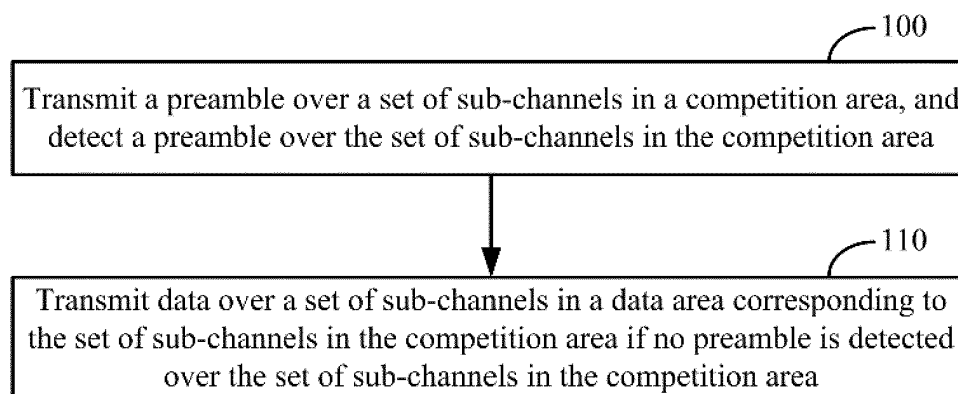 100
Transmit a preamble over a set of sub-channels in a competition area, and
detect a preamble over the set of sub-channels in the competition area
110
Transmit data over a set of sub-channels in a data area corresponding to
the set of sub-channels in the competition area if no preamble is detected
over the set of sub-channels in the competition area